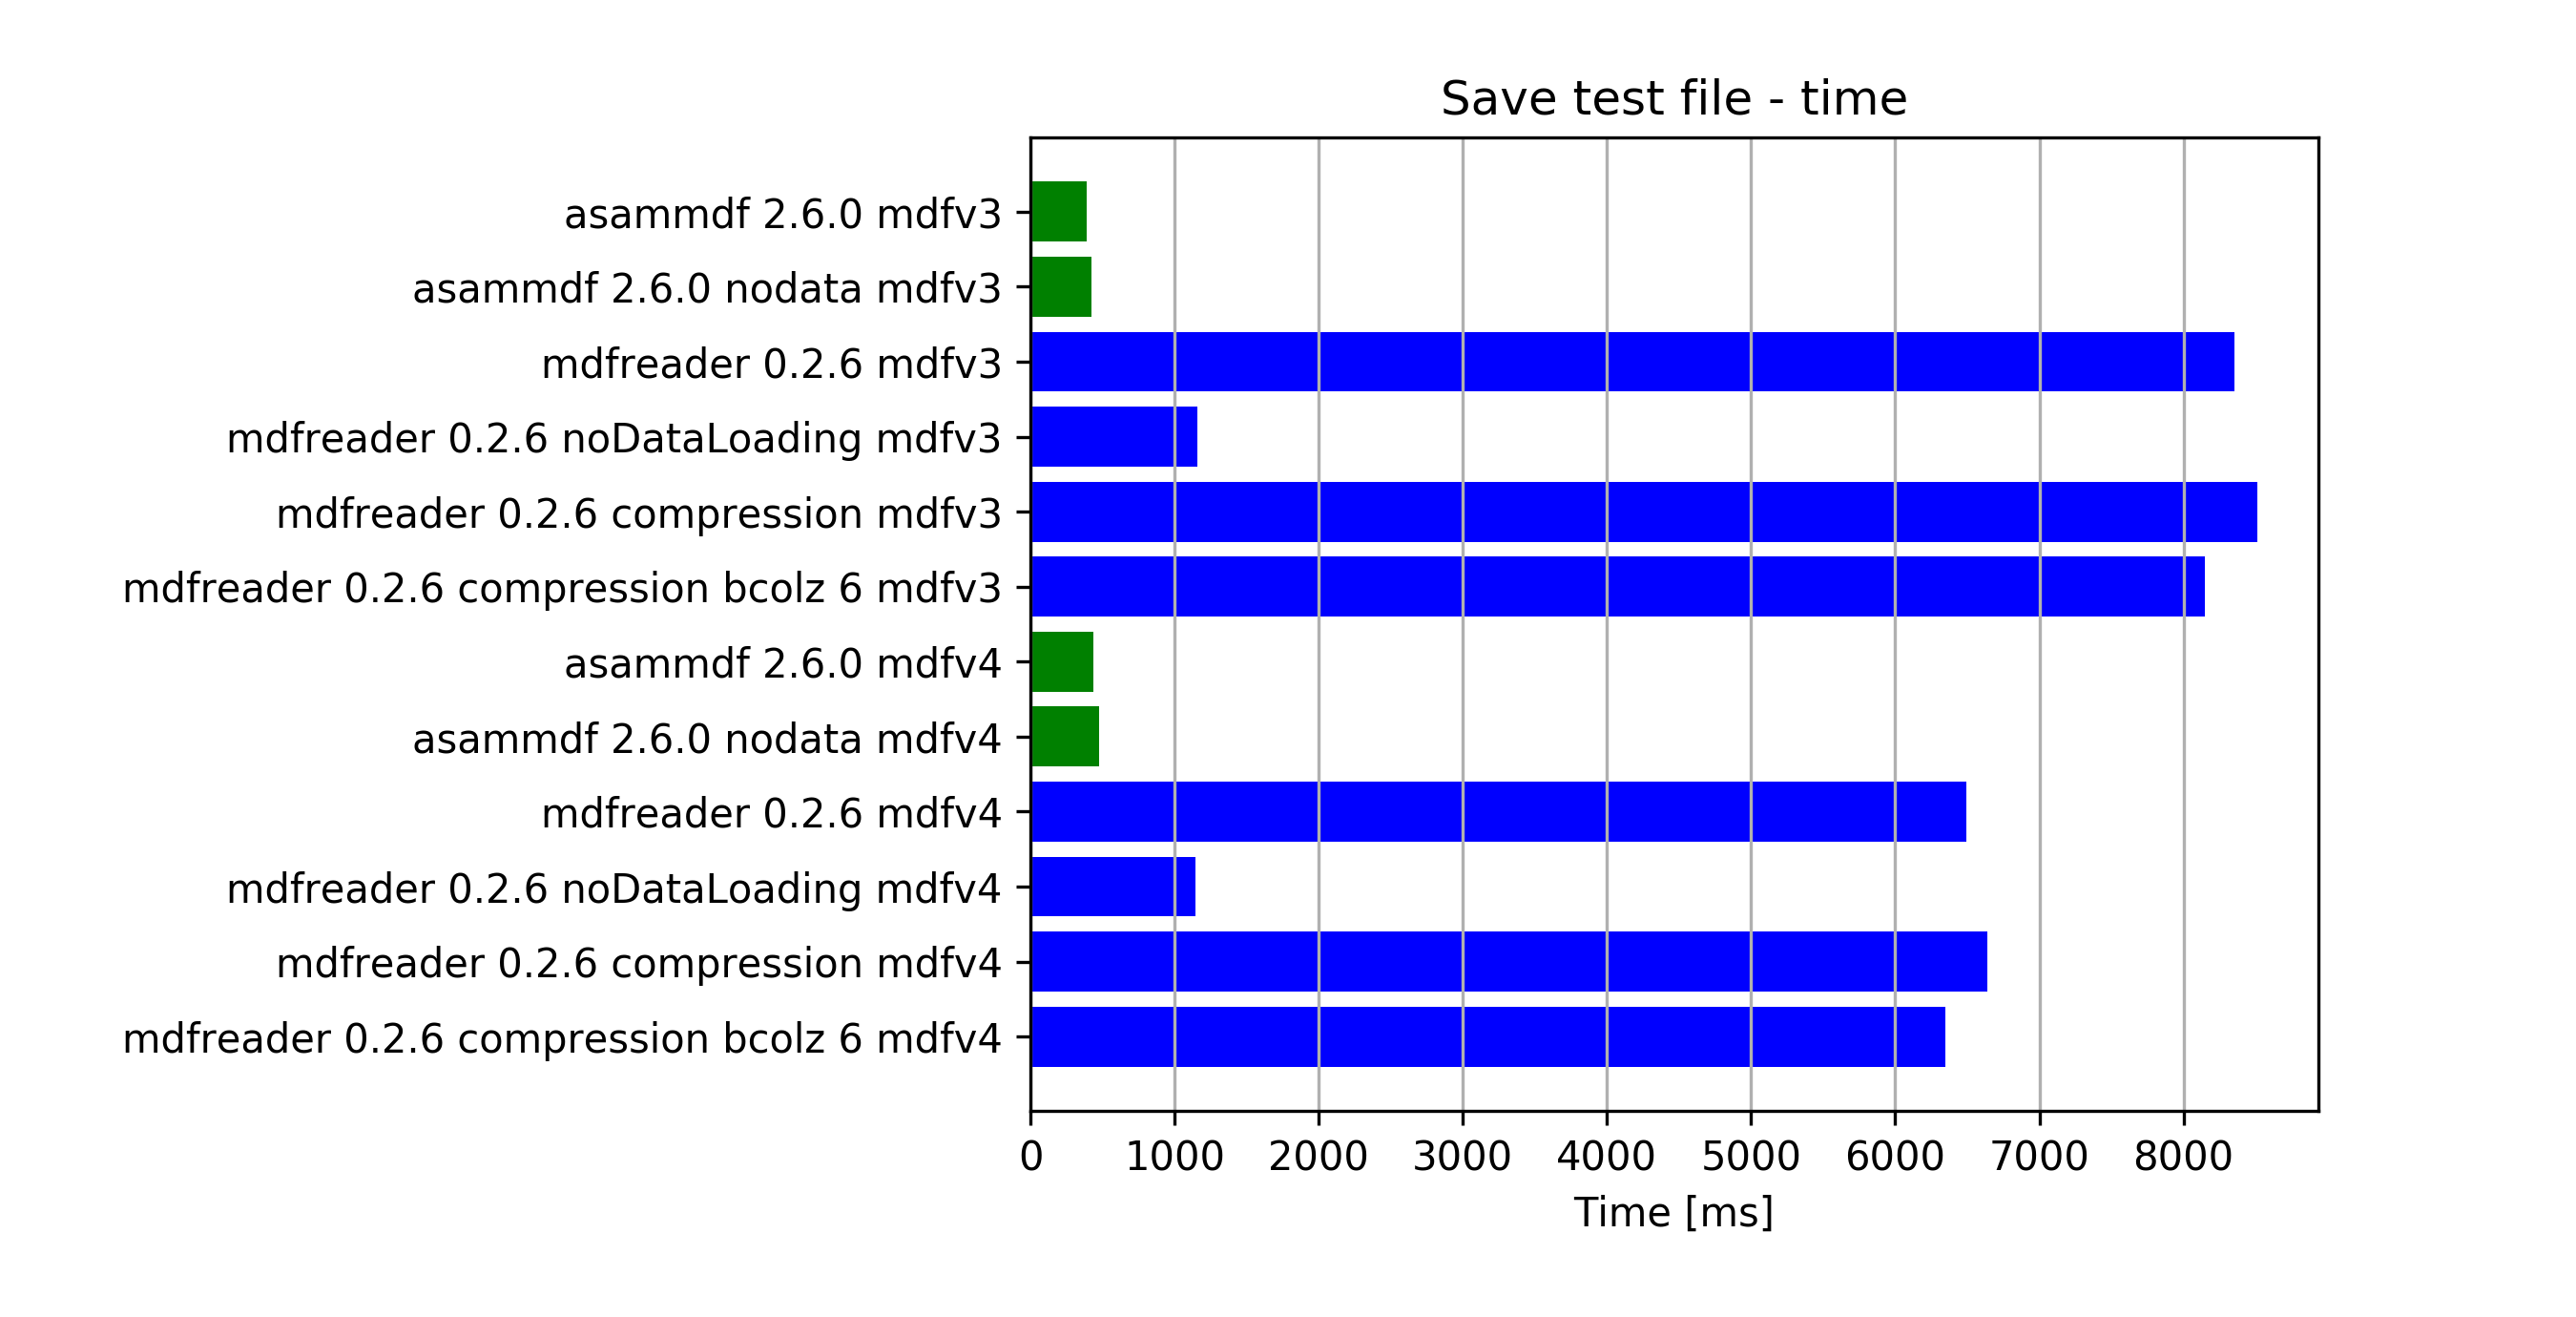 Save test file - time
asammdf 2.6.0 mdfv3
asammdf 2.6.0 nodata mdfv3
mdfreader 0.2.6 mdfv3
mdfreader 0.2.6 noDataLoading mdfv3
mdfreader 0.2.6 compression mdfv3
mdfreader 0.2.6 compression bcolz 6 mdfv3
asammdf 2.6.0 mdfv4
asammdf 2.6.0 nodata mdfv4
mdfreader 0.2.6 mdfv4
mdfreader 0.2.6 noDataLoading mdfv4
mdfreader 0.2.6 compression mdfv4
mdfreader 0.2.6 compression bcolz 6 mdfv4
0 1000 2000 3000 4000 5000 6000 7000 8000
Time [ms]